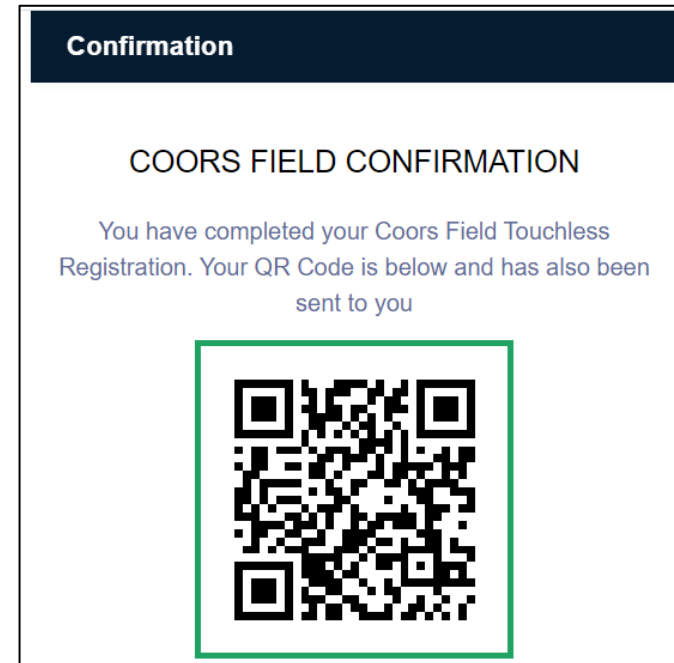 Confirmation
COORS FIELD CONFIRMATION
You have completed your Coors Field Touchless
Registration. Your QR Code is below and has also been
sent to you